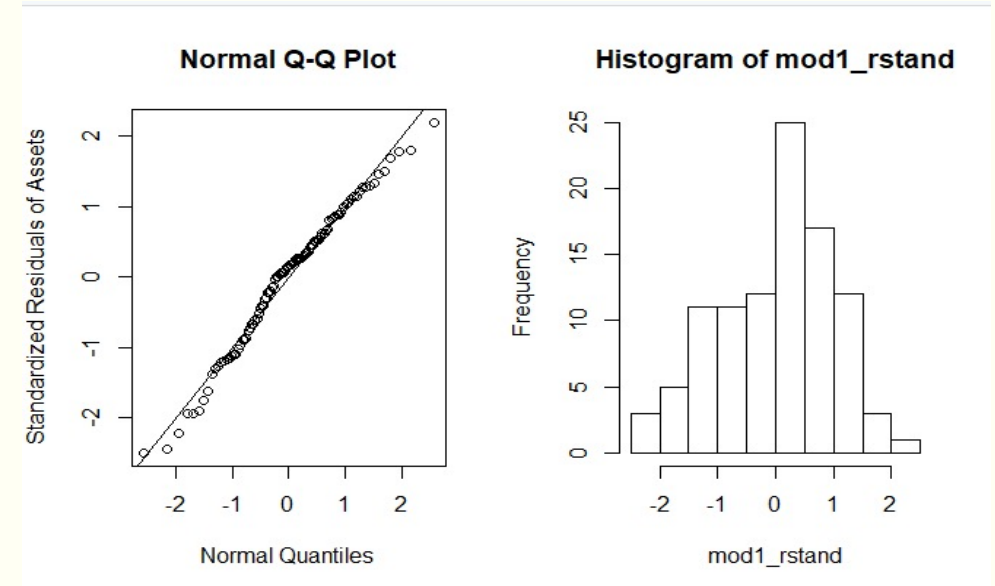 Normal Q-Q Plot
Standardized Residuals of Assets
2
1
0
-1
-2
-2 -1 0 1 2
Normal Quantiles
Histogram of mod1_rstand
Frequency
25
20
15
10
5
0
-2 -1 0 1 2
mod1_rstand